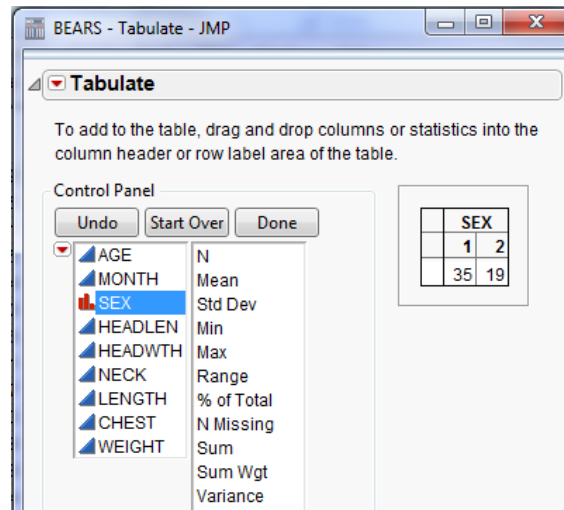 BEARS - Tabulate - JMP
Tabulate
To add to the table, drag and drop columns or statistics into the
column header or row label area of the table.
Control Panel
Undo Start Over Done
AGE
MONTH
SEX
HEADLEN
HEADWTH
NECK
LENGTH
CHEST
WEIGHT
N
Mean
Std Dev
Min
Max
Range
% of Total
N Missing
Sum
Sum Wgt
Variance
SEX
1 2
35 19